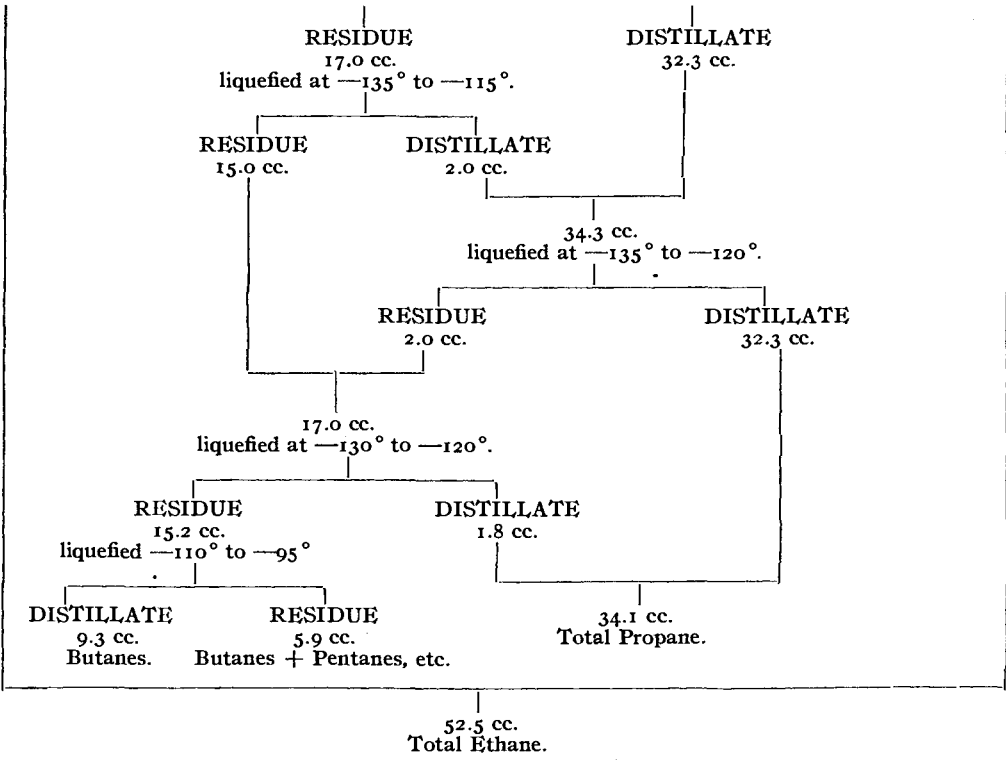 RESIDUE
17.0 cc.
liquefied at —135° to —115°.
DISTILLATE
32.3 cc.
RESIDUE
15.0 cc.
DISTILLATE
2.0 cc.
34.3 cc.
liquefied at —135° to —120°.
RESIDUE
2.0 cc.
DISTILLATE
32.3 cc.
17.0 cc.
liquefied at —130° to —120°.
RESIDUE
15.2 cc.
liquefied —110° to —95°
DISTILLATE
1.8 cc.
DISTILLATE
9.3 cc.
Butanes.
RESIDUE
5.9 cc.
Butanes + Pentanes, etc.
34.1 cc.
Total Propane.
52.5 cc.
Total Ethane.